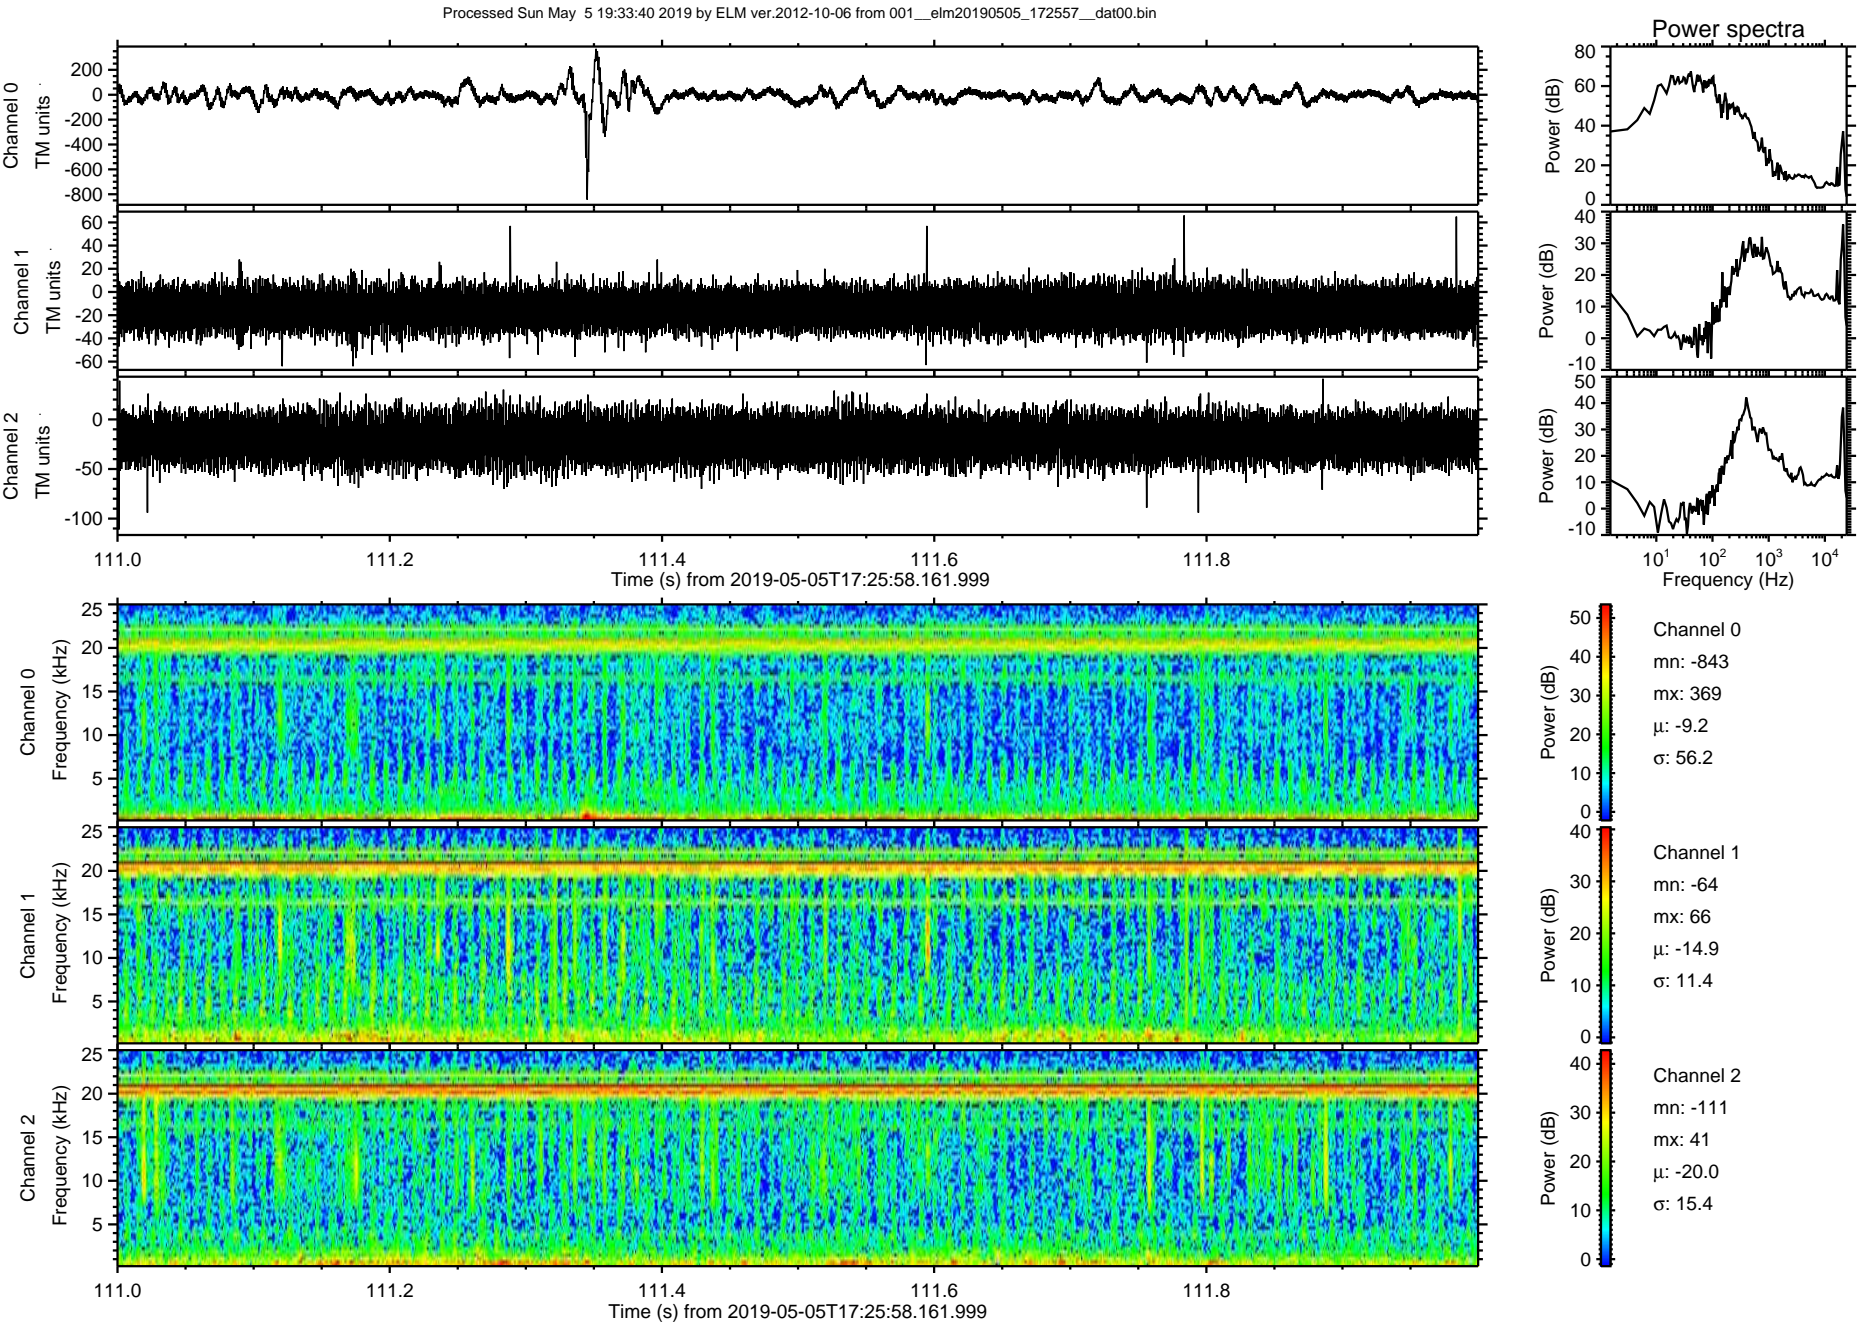 Processed Sun May  5 19:33:40 2019 by ELM ver.2012-10-06 from 001__elm20190505_172557__dat00.bin
Power spectra
Channel 0
TM units
200
0
-200
-400
-600
-800
Power (dB)
80
60
40
20
0
Channel 1
TM units
60
40
20
0
-20
-40
-60
Power (dB)
40
30
20
10
0
-10
Channel 2
TM units
0
-50
-100
Power (dB)
50
40
30
20
10
0
-10
111.0 111.2 111.4 111.6 111.8
Time (s) from 2019-05-05T17:25:58.161.999
10¹ 10² 10³ 10⁴
Frequency (Hz)
Channel 0
Frequency (kHz)
25
20
15
10
5
Power (dB)
50
40
30
20
10
0
Channel 0
mn: -843
mx: 369
μ: -9.2
σ: 56.2
Channel 1
Frequency (kHz)
25
20
15
10
5
Power (dB)
40
30
20
10
0
Channel 1
mn: -64
mx: 66
μ: -14.9
σ: 11.4
Channel 2
Frequency (kHz)
25
20
15
10
5
Power (dB)
40
30
20
10
0
Channel 2
mn: -111
mx: 41
μ: -20.0
σ: 15.4
111.0 111.2 111.4 111.6 111.8
Time (s) from 2019-05-05T17:25:58.161.999